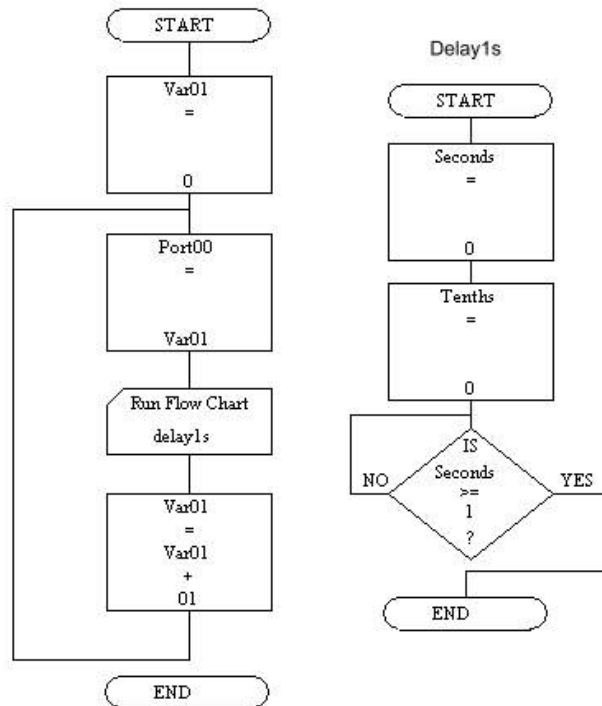 START
Var01
=
0
Port00
=
Var01
Run Flow Chart
delay1s
Var01
=
Var01
+
01
END
Delay1s
START
Seconds
=
0
Tenths
=
0
IS
Seconds
>=
1
?
NO
YES
END